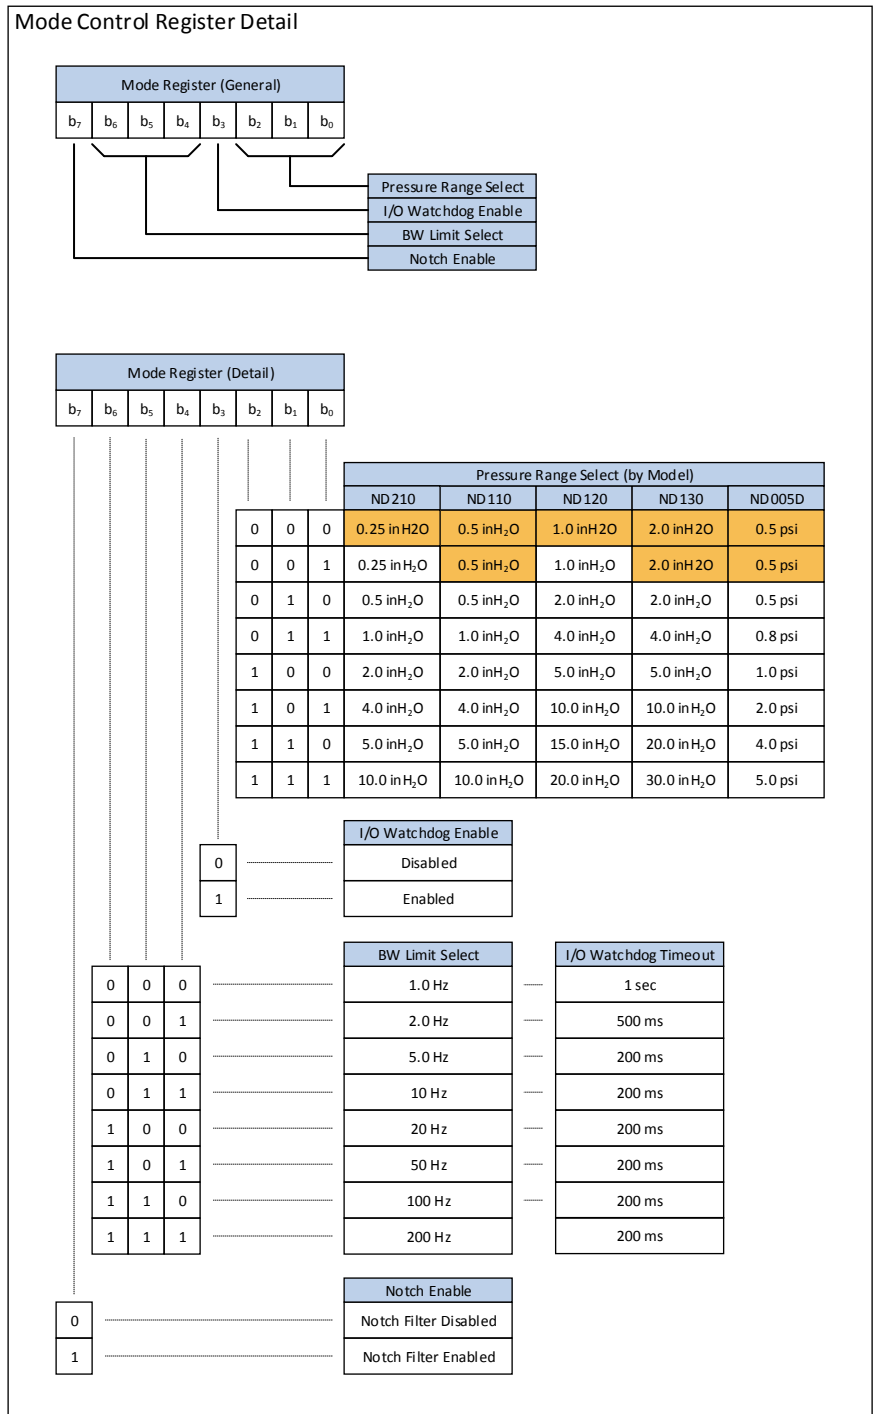 Mode Control Register Detail
Mode Register (General)
b₇ b₆ b₅ b₄ b₃ b₂ b₁ b₀
Pressure Range Select
I/O Watchdog Enable
BW Limit Select
Notch Enable
Mode Register (Detail)
b₇ b₆ b₅ b₄ b₃ b₂ b₁ b₀
Pressure Range Select (by Model)
ND210 ND110 ND120 ND130 ND005D
0 0 0 0.25 inH2O 0.5 inH₂O 1.0 inH2O 2.0 inH2O 0.5 psi
0 0 1 0.25 inH₂O 0.5 inH₂O 1.0 inH₂O 2.0 inH2O 0.5 psi
0 1 0 0.5 inH₂O 0.5 inH₂O 2.0 inH₂O 2.0 inH₂O 0.5 psi
0 1 1 1.0 inH₂O 1.0 inH₂O 4.0 inH₂O 4.0 inH₂O 0.8 psi
1 0 0 2.0 inH₂O 2.0 inH₂O 5.0 inH₂O 5.0 inH₂O 1.0 psi
1 0 1 4.0 inH₂O 4.0 inH₂O 10.0 inH₂O 10.0 inH₂O 2.0 psi
1 1 0 5.0 inH₂O 5.0 inH₂O 15.0 inH₂O 20.0 inH₂O 4.0 psi
1 1 1 10.0 inH₂O 10.0 inH₂O 20.0 inH₂O 30.0 inH₂O 5.0 psi
I/O Watchdog Enable
0 Disabled
1 Enabled
BW Limit Select I/O Watchdog Timeout
0 0 0 1.0 Hz 1 sec
0 0 1 2.0 Hz 500 ms
0 1 0 5.0 Hz 200 ms
0 1 1 10 Hz 200 ms
1 0 0 20 Hz 200 ms
1 0 1 50 Hz 200 ms
1 1 0 100 Hz 200 ms
1 1 1 200 Hz 200 ms
Notch Enable
0 Notch Filter Disabled
1 Notch Filter Enabled